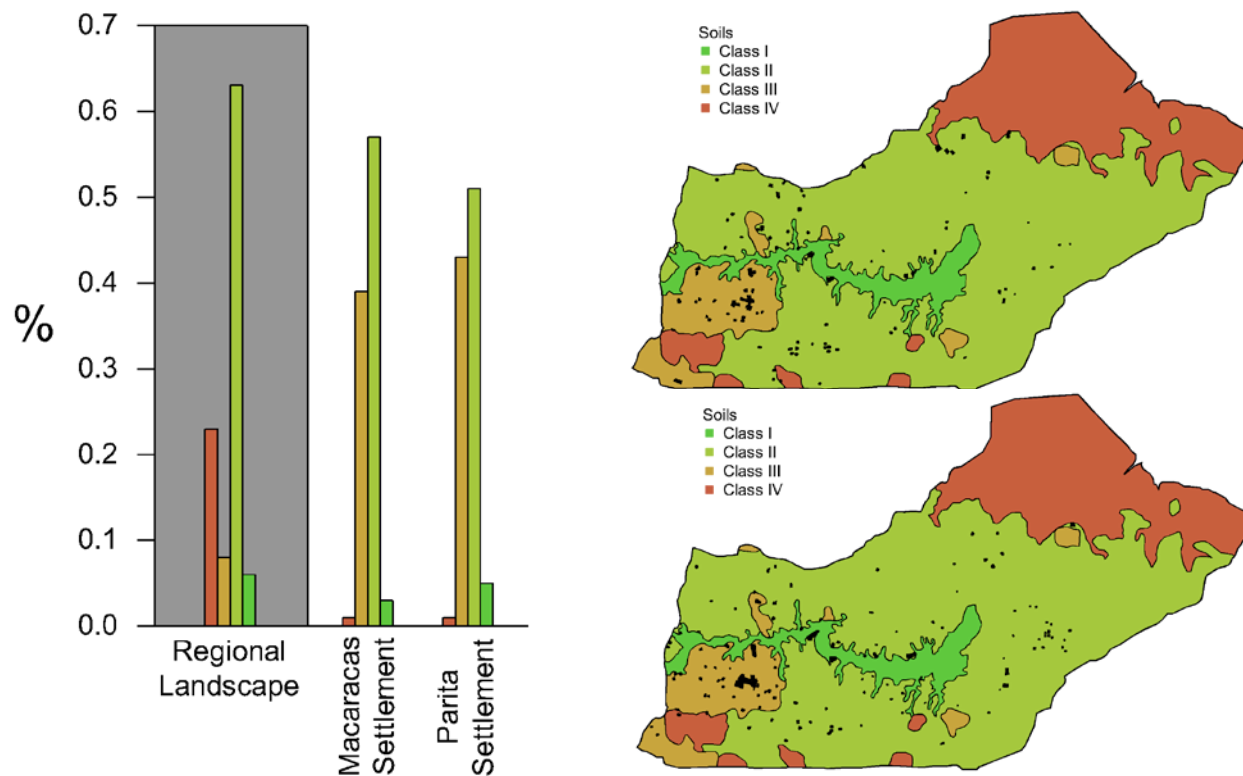 %
0.7
0.6
0.5
0.4
0.3
0.2
0.1
0.0
Regional
Landscape
Macaracas
Settlement
Parita
Settlement
Soils
Class I
Class II
Class III
Class IV
Soils
Class I
Class II
Class III
Class IV